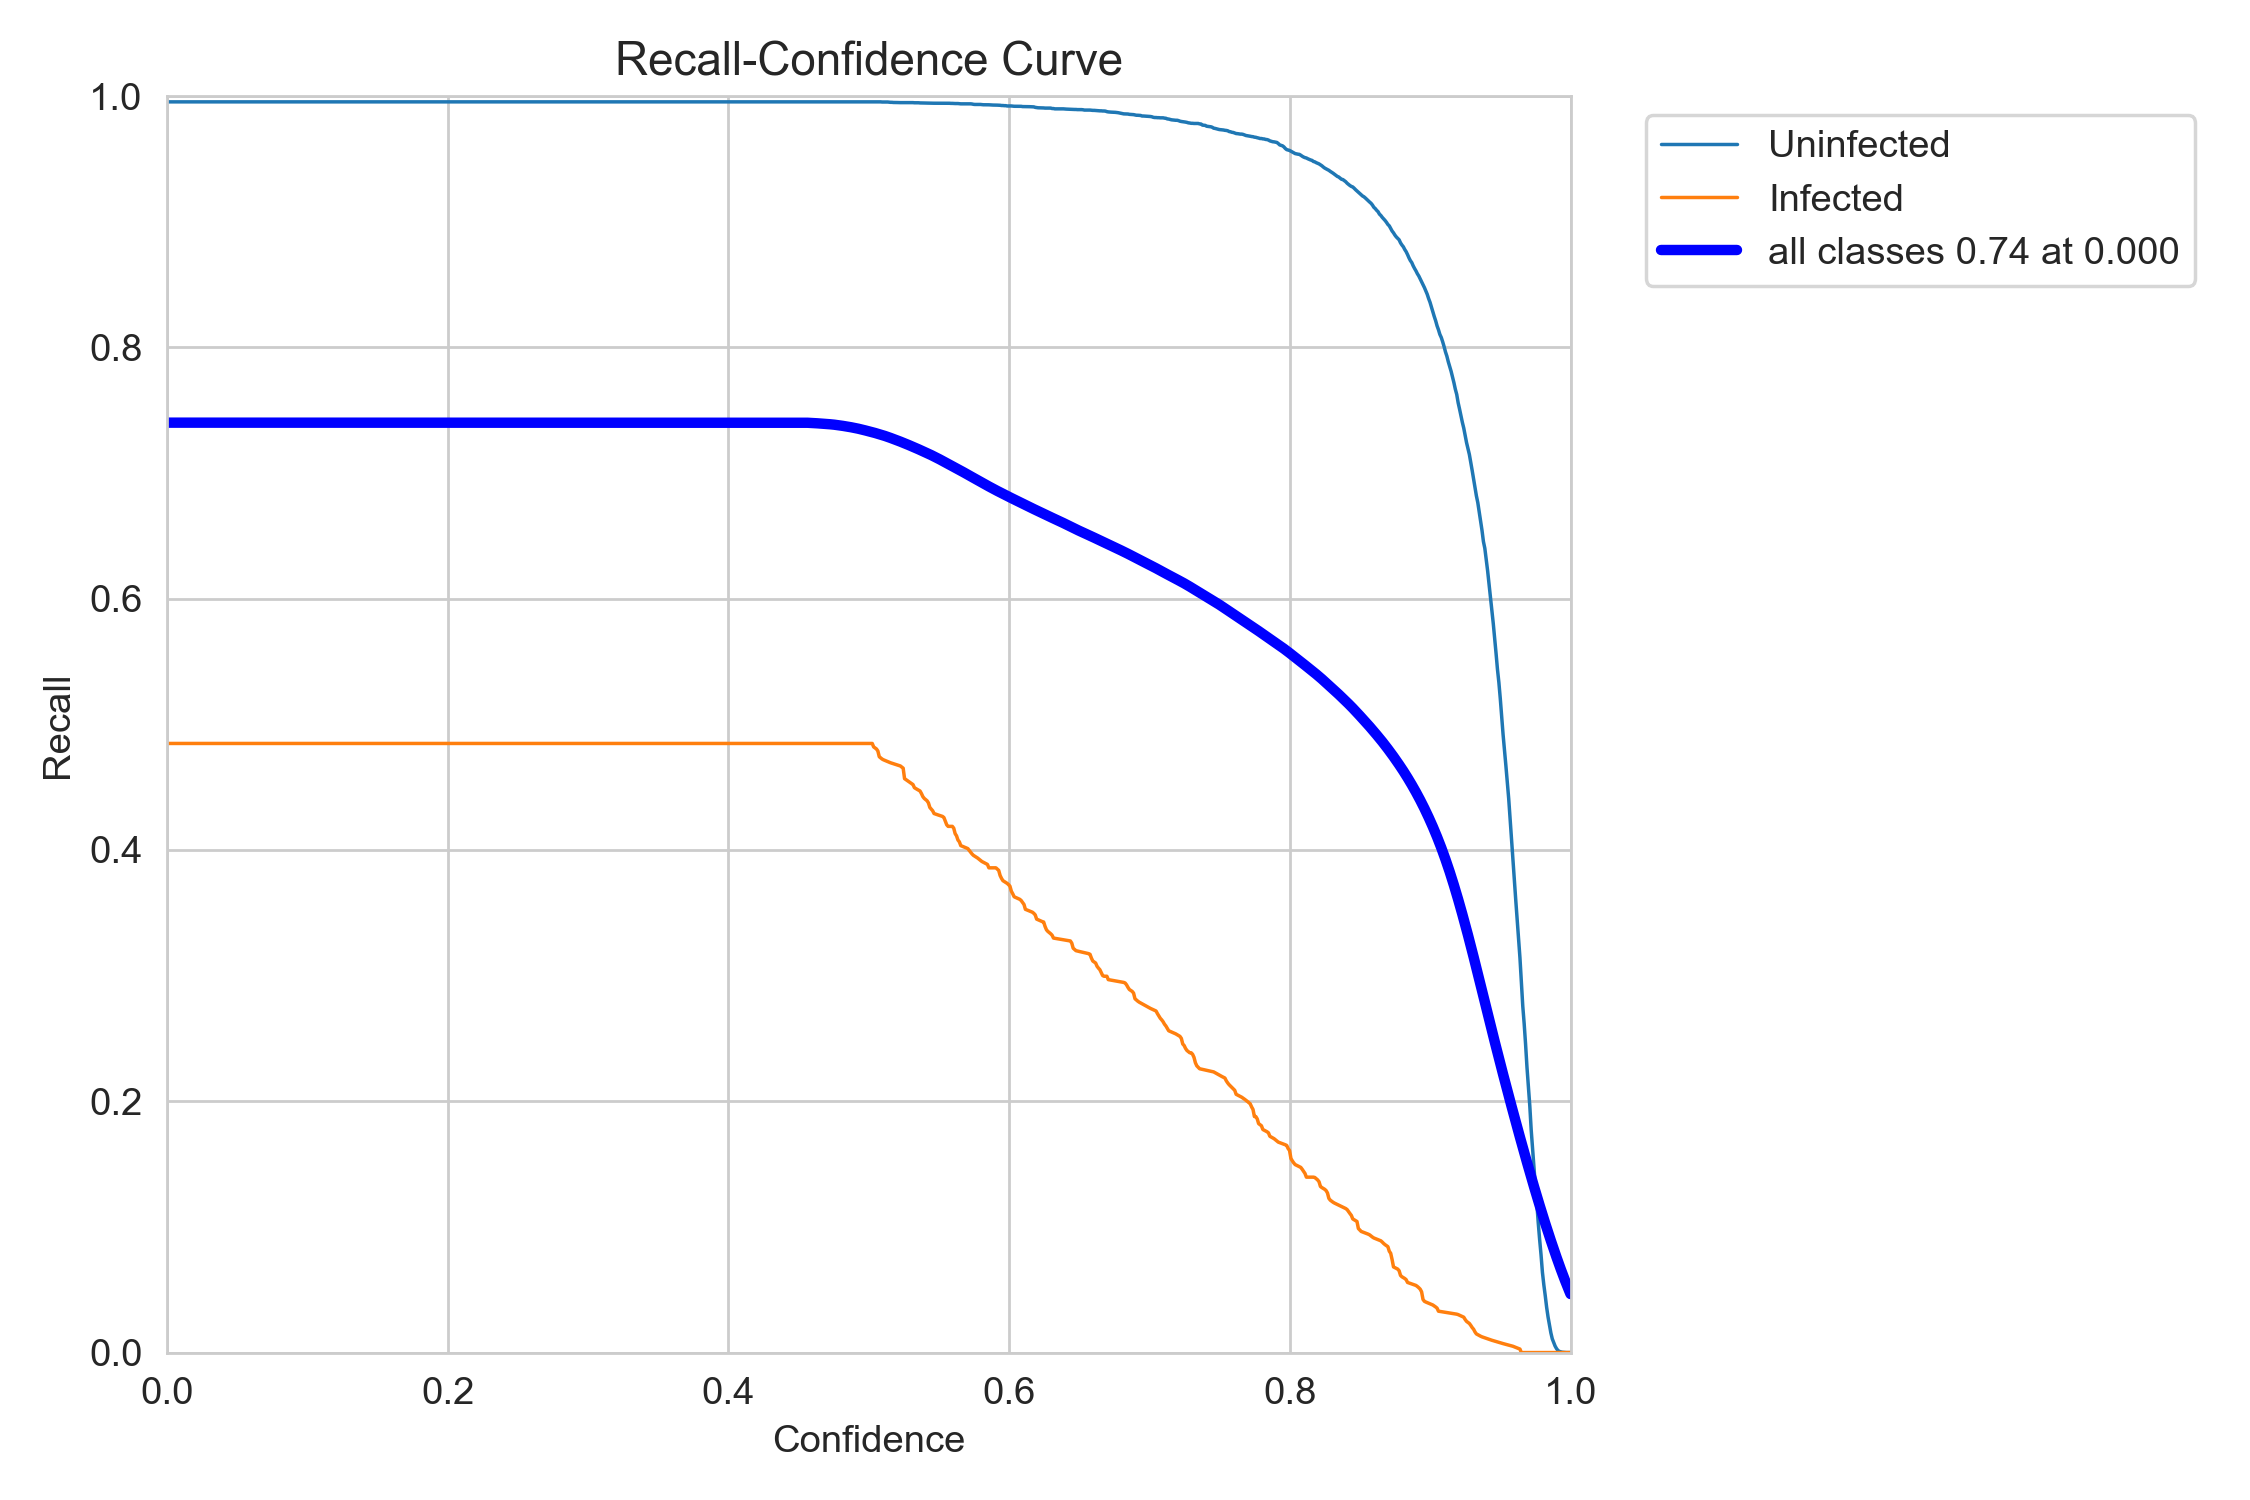 Recall-Confidence Curve
1.0
0.8
0.6
0.4
0.2
0.0
Recall
0.0 0.2 0.4 0.6 0.8 1.0
Confidence
Uninfected
Infected
all classes 0.74 at 0.000